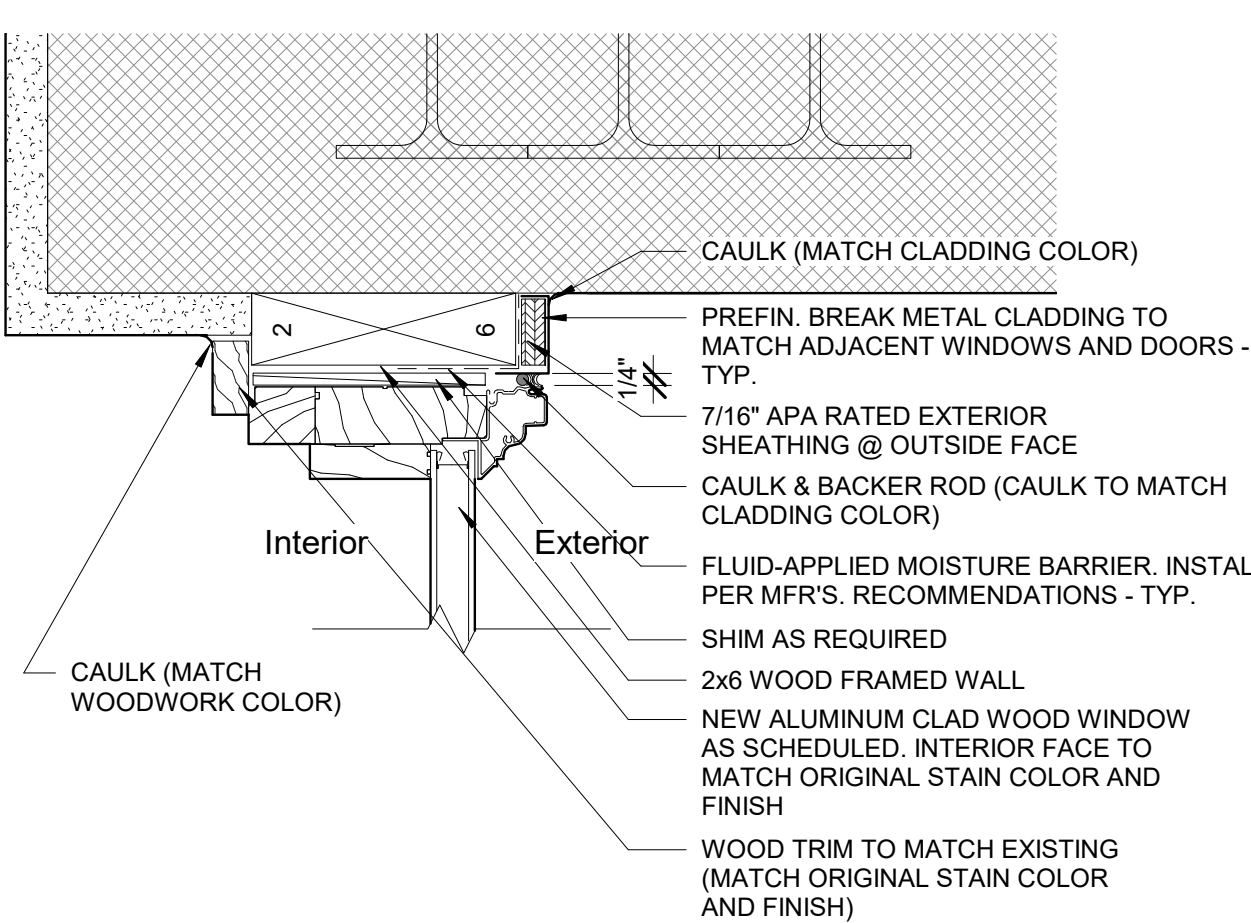 CAULK (MATCH CLADDING COLOR)
PREFIN. BREAK METAL CLADDING TO
MATCH ADJACENT WINDOWS AND DOORS -
TYP.
2
6
1/4"
7/16" APA RATED EXTERIOR
SHEATHING @ OUTSIDE FACE
CAULK & BACKER ROD (CAULK TO MATCH
CLADDING COLOR)
Interior
Exterior
FLUID-APPLIED MOISTURE BARRIER. INSTAL
PER MFR'S. RECOMMENDATIONS - TYP.
SHIM AS REQUIRED
CAULK (MATCH
WOODWORK COLOR)
2x6 WOOD FRAMED WALL
NEW ALUMINUM CLAD WOOD WINDOW
AS SCHEDULED. INTERIOR FACE TO
MATCH ORIGINAL STAIN COLOR AND
FINISH
WOOD TRIM TO MATCH EXISTING
(MATCH ORIGINAL STAIN COLOR
AND FINISH)